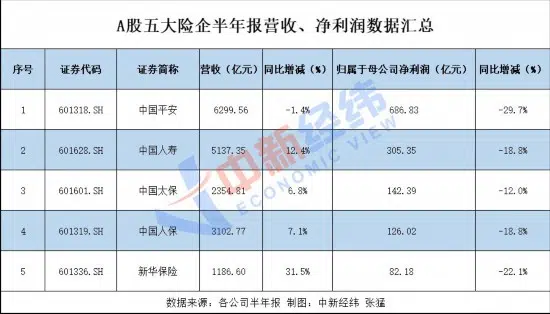 A股五大险企半年报营收、净利润数据汇总
序号 证券代码 证券简称 营收（亿元） 同比增减（%） 归属于母公司净利润（亿元） 同比增减（%）
1 601318.SH 中国平安 6299.56 -1.4% 686.83 -29.7%
2 601628.SH 中国人寿 5137.35 12.4% 305.35 -18.8%
3 601601.SH 中国太保 2354.81 6.8% 142.39 -12.0%
4 601319.SH 中国人保 3102.77 7.1% 126.02 -18.8%
5 601336.SH 新华保险 1186.60 31.5% 82.18 -22.1%
中新经纬
ECONOMIC VIEW
数据来源：各公司半年报 制图：中新经纬 张猛